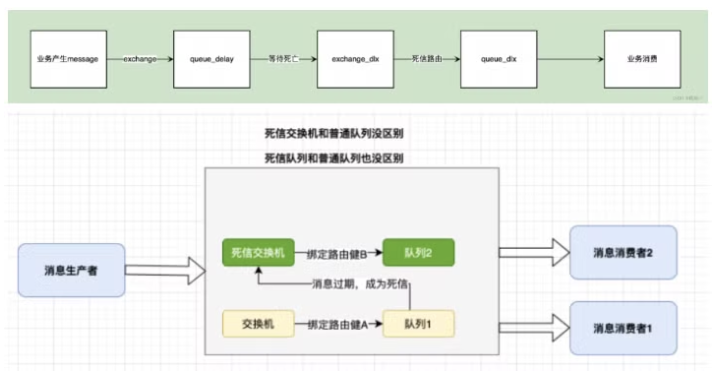 业务产生message
exchange
queue_delay
等待死亡
exchange_dlx
死信路由
queue_dlx
业务消费
死信交换机和普通队列没区别
死信队列和普通队列也没区别
消息生产者
死信交换机
绑定路由健B
队列2
消息过期，成为死信
交换机
绑定路由健A
队列1
消息消费者2
消息消费者1